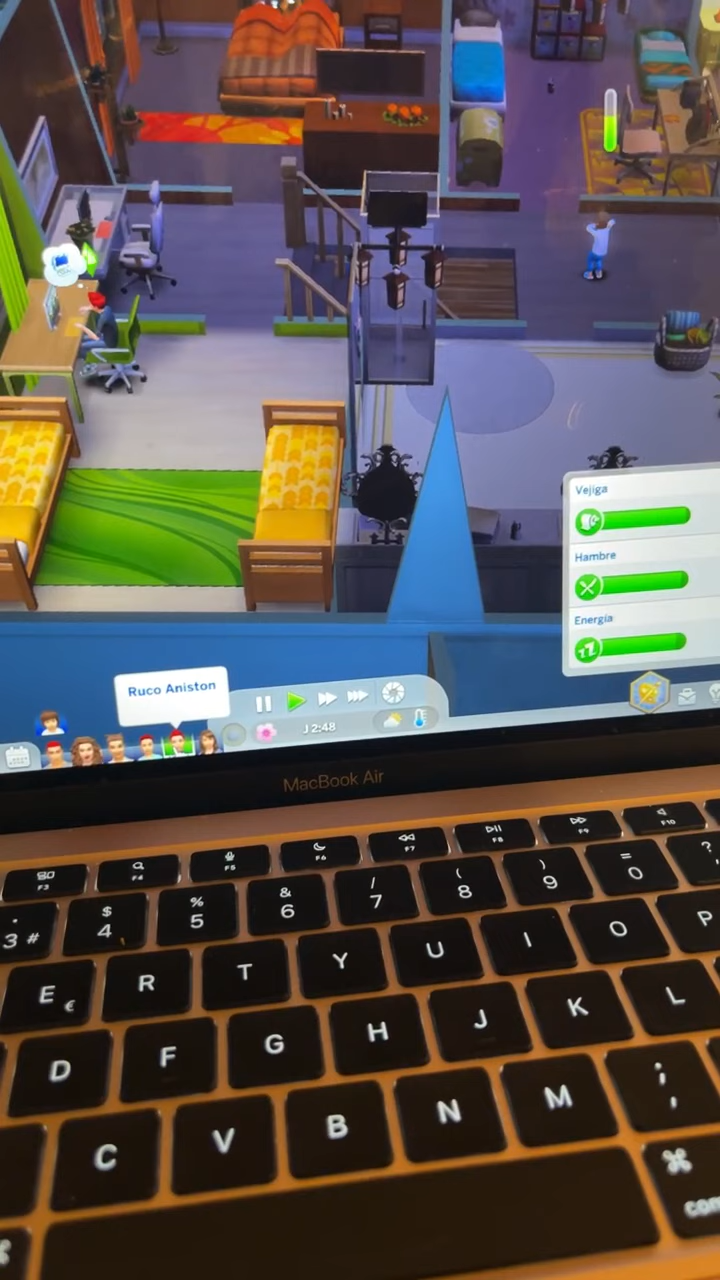 Vejiga
Hambre
Energía
Ruco Aniston
J 2:48
MacBook Air
F3
F4
F5
F6
F7
F8
F9
F10
3 #
$ 4
% 5
& 6
/ 7
( 8
) 9
= 0
?
E €
R
T
Y
U
I
O
P
D
F
G
H
J
K
L
C
V
B
N
M
; ,
⌘